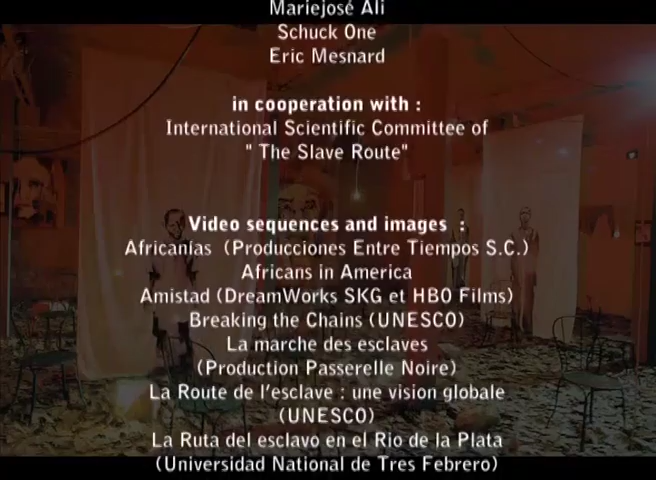 Mariejosé Ali
Schuck One
Eric Mesnard
in cooperation with :
International Scientific Committee of
" The Slave Route"
Video sequences and images :
Africanías (Producciones Entre Tiempos S.C.)
Africans in America
Amistad (DreamWorks SKG et HBO Films)
Breaking the Chains (UNESCO)
La marche des esclaves
(Production Passerelle Noire)
La Route de l'esclave : une vision globale
(UNESCO)
La Ruta del esclavo en el Rio de la Plata
(Universidad National de Tres Febrero)